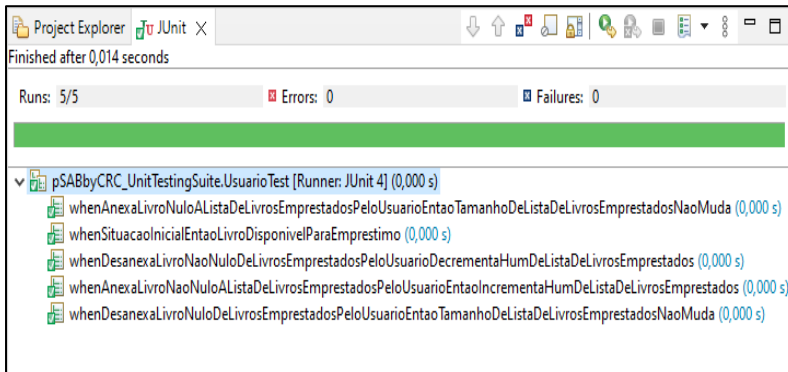 Project Explorer JUnit
Finished after 0,014 seconds
Runs: 5/5 Errors: 0 Failures: 0
pSABbyCRC_UnitTestingSuite.UsuarioTest [Runner: JUnit 4] (0,000 s)
whenAnexaLivroNuloAListaDeLivrosEmprestadosPeloUsuarioEntaoTamanhoDeListaDeLivrosEmprestadosNaoMuda (0,000 s)
whenSituacaoInicialEntaoLivroDisponivelParaEmprestimo (0,000 s)
whenDesanexaLivroNaoNuloDeLivrosEmprestadosPeloUsuarioDecrementaHumDeListaDeLivrosEmprestados (0,000 s)
whenAnexaLivroNaoNuloAListaDeLivrosEmprestadosPeloUsuarioEntaoIncrementaHumDeListaDeLivrosEmprestados (0,000 s)
whenDesanexaLivroNuloDeLivrosEmprestadosPeloUsuarioEntaoTamanhoDeListaDeLivrosEmprestadosNaoMuda (0,000 s)